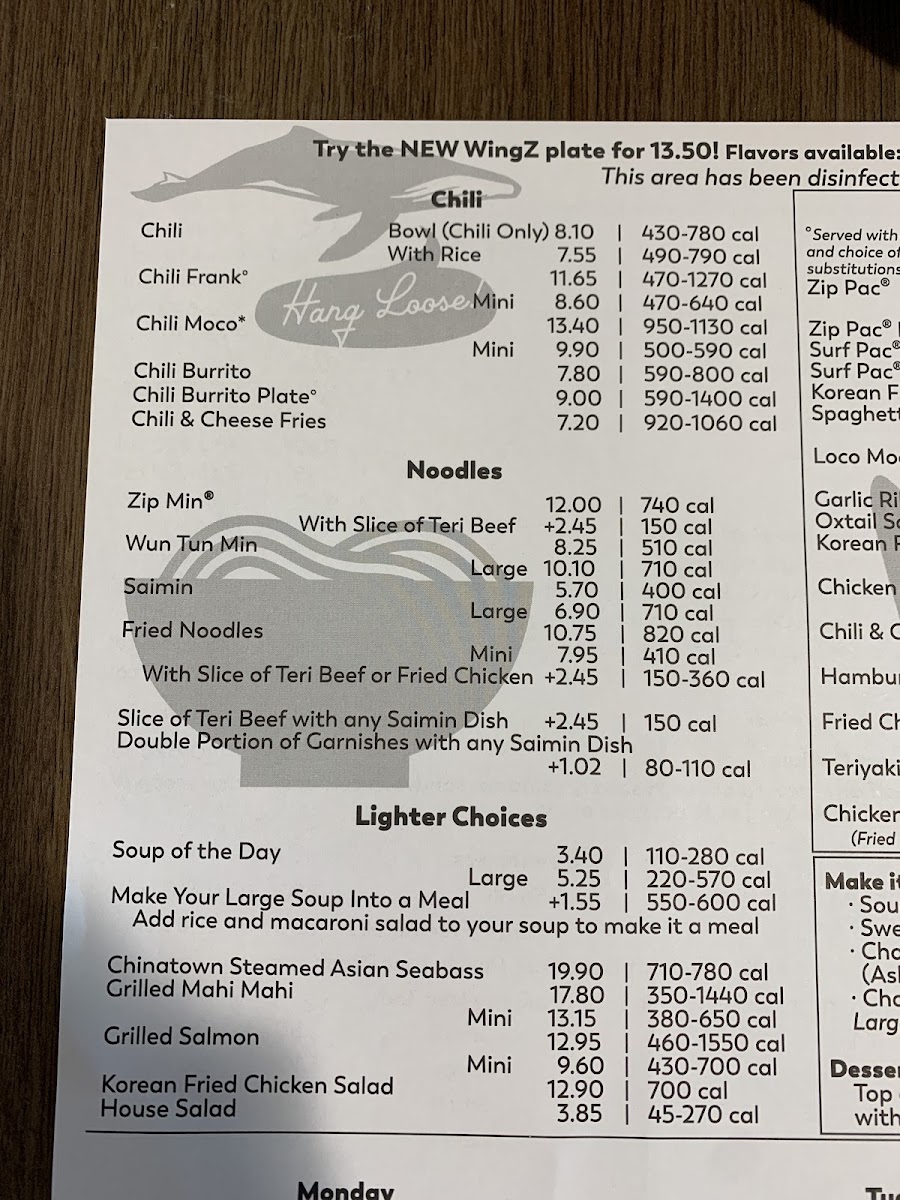 Try the NEW WingZ plate for 13.50! Flavors available:
This area has been disinfect
Chili
Chili Bowl (Chili Only) 8.10 | 430-780 cal
With Rice 7.55 | 490-790 cal
Chili Frank° 11.65 | 470-1270 cal
Hang Loose!
Mini 8.60 | 470-640 cal
Chili Moco* 13.40 | 950-1130 cal
Mini 9.90 | 500-590 cal
Chili Burrito 7.80 | 590-800 cal
Chili Burrito Plate° 9.00 | 590-1400 cal
Chili & Cheese Fries 7.20 | 920-1060 cal
Noodles
Zip Min® 12.00 | 740 cal
With Slice of Teri Beef +2.45 | 150 cal
Wun Tun Min 8.25 | 510 cal
Large 10.10 | 710 cal
Saimin 5.70 | 400 cal
Large 6.90 | 710 cal
Fried Noodles 10.75 | 820 cal
Mini 7.95 | 410 cal
With Slice of Teri Beef or Fried Chicken +2.45 | 150-360 cal
Slice of Teri Beef with any Saimin Dish +2.45 | 150 cal
Double Portion of Garnishes with any Saimin Dish
+1.02 | 80-110 cal
Lighter Choices
Soup of the Day 3.40 | 110-280 cal
Large 5.25 | 220-570 cal
Make Your Large Soup Into a Meal +1.55 | 550-600 cal
Add rice and macaroni salad to your soup to make it a meal
Chinatown Steamed Asian Seabass 19.90 | 710-780 cal
Grilled Mahi Mahi 17.80 | 350-1440 cal
Mini 13.15 | 380-650 cal
Grilled Salmon 12.95 | 460-1550 cal
Mini 9.60 | 430-700 cal
Korean Fried Chicken Salad 12.90 | 700 cal
House Salad 3.85 | 45-270 cal
°Served with
and choice of
substitutions
Zip Pac®
Zip Pac®
Surf Pac®
Surf Pac®
Korean F
Spaghett
Loco Mo
Garlic Ri
Oxtail S
Korean
Chicken
Chili & C
Hambur
Fried Ch
Teriyaki
Chicken
(Fried
Make it
· Sou
· Swe
· Cho
(Asl
· Cho
Larg
Desser
Top
with
Monday
Tue